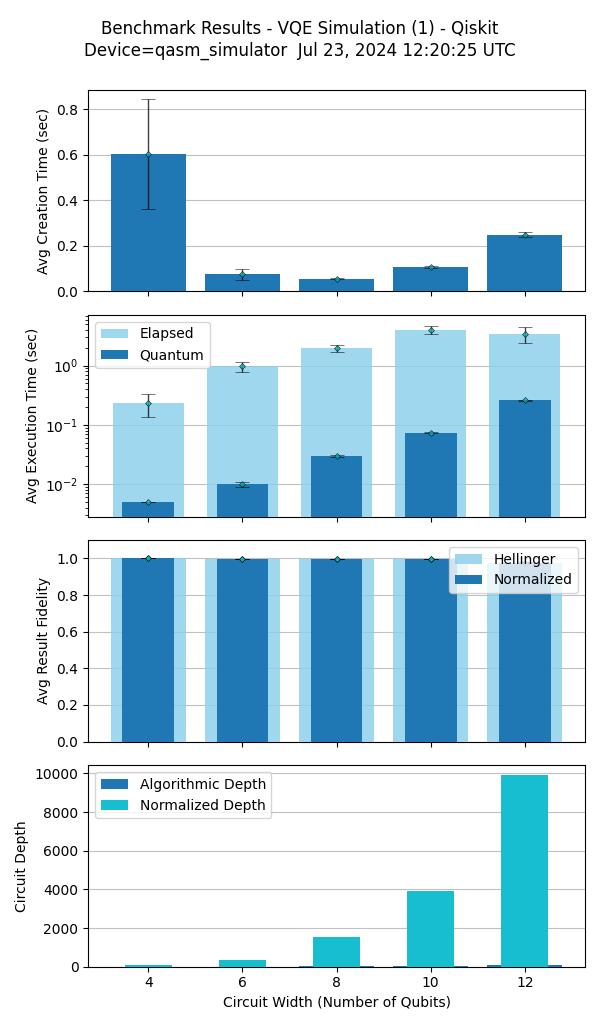 Benchmark Results - VQE Simulation (1) - Qiskit
Device=qasm_simulator  Jul 23, 2024 12:20:25 UTC
Avg Creation Time (sec)
0.8
0.6
0.4
0.2
0.0
Avg Execution Time (sec)
Elapsed
Quantum
10⁰
10⁻¹
10⁻²
Avg Result Fidelity
Hellinger
Normalized
1.0
0.8
0.6
0.4
0.2
0.0
Circuit Depth
Algorithmic Depth
Normalized Depth
10000
8000
6000
4000
2000
0
4 6 8 10 12
Circuit Width (Number of Qubits)